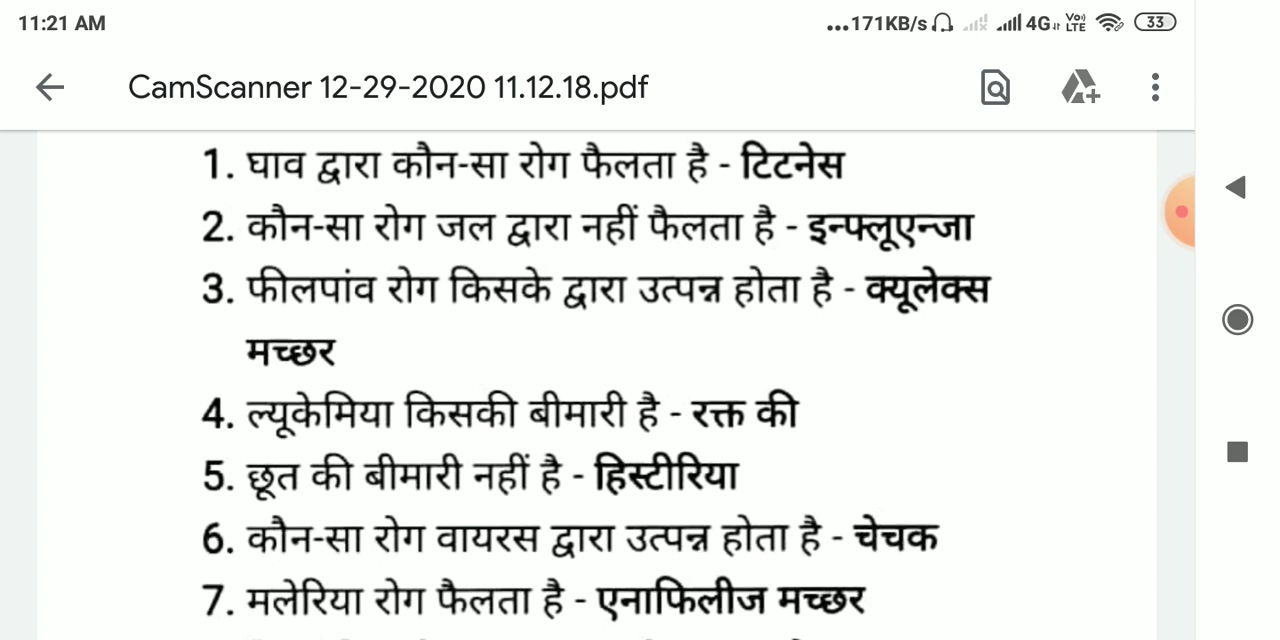 11:21 AM
...171KB/s 4G Vo) LTE 33
CamScanner 12-29-2020 11.12.18.pdf
1. घाव द्वारा कौन-सा रोग फैलता है - टिटनेस
2. कौन-सा रोग जल द्वारा नहीं फैलता है - इन्फ्लूएन्जा
3. फीलपांव रोग किसके द्वारा उत्पन्न होता है - क्यूलेक्स
मच्छर
4. ल्यूकेमिया किसकी बीमारी है - रक्त की
5. छूत की बीमारी नहीं है - हिस्टीरिया
6. कौन-सा रोग वायरस द्वारा उत्पन्न होता है - चेचक
7. मलेरिया रोग फैलता है - एनाफिलीज मच्छर